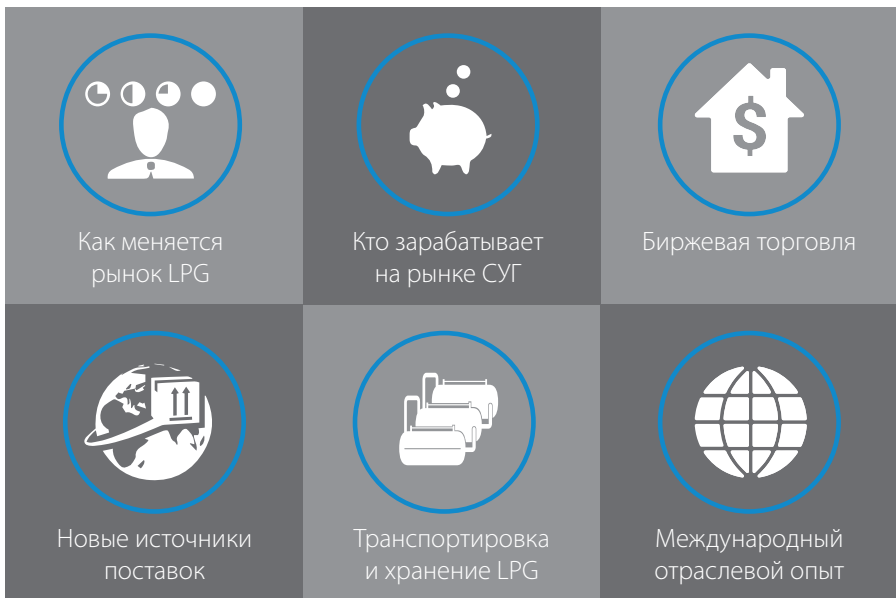 $
Как меняется
рынок LPG
Кто зарабатывает
на рынке СУГ
Биржевая торговля
Новые источники
поставок
Транспортировка
и хранение LPG
Международный
отраслевой опыт